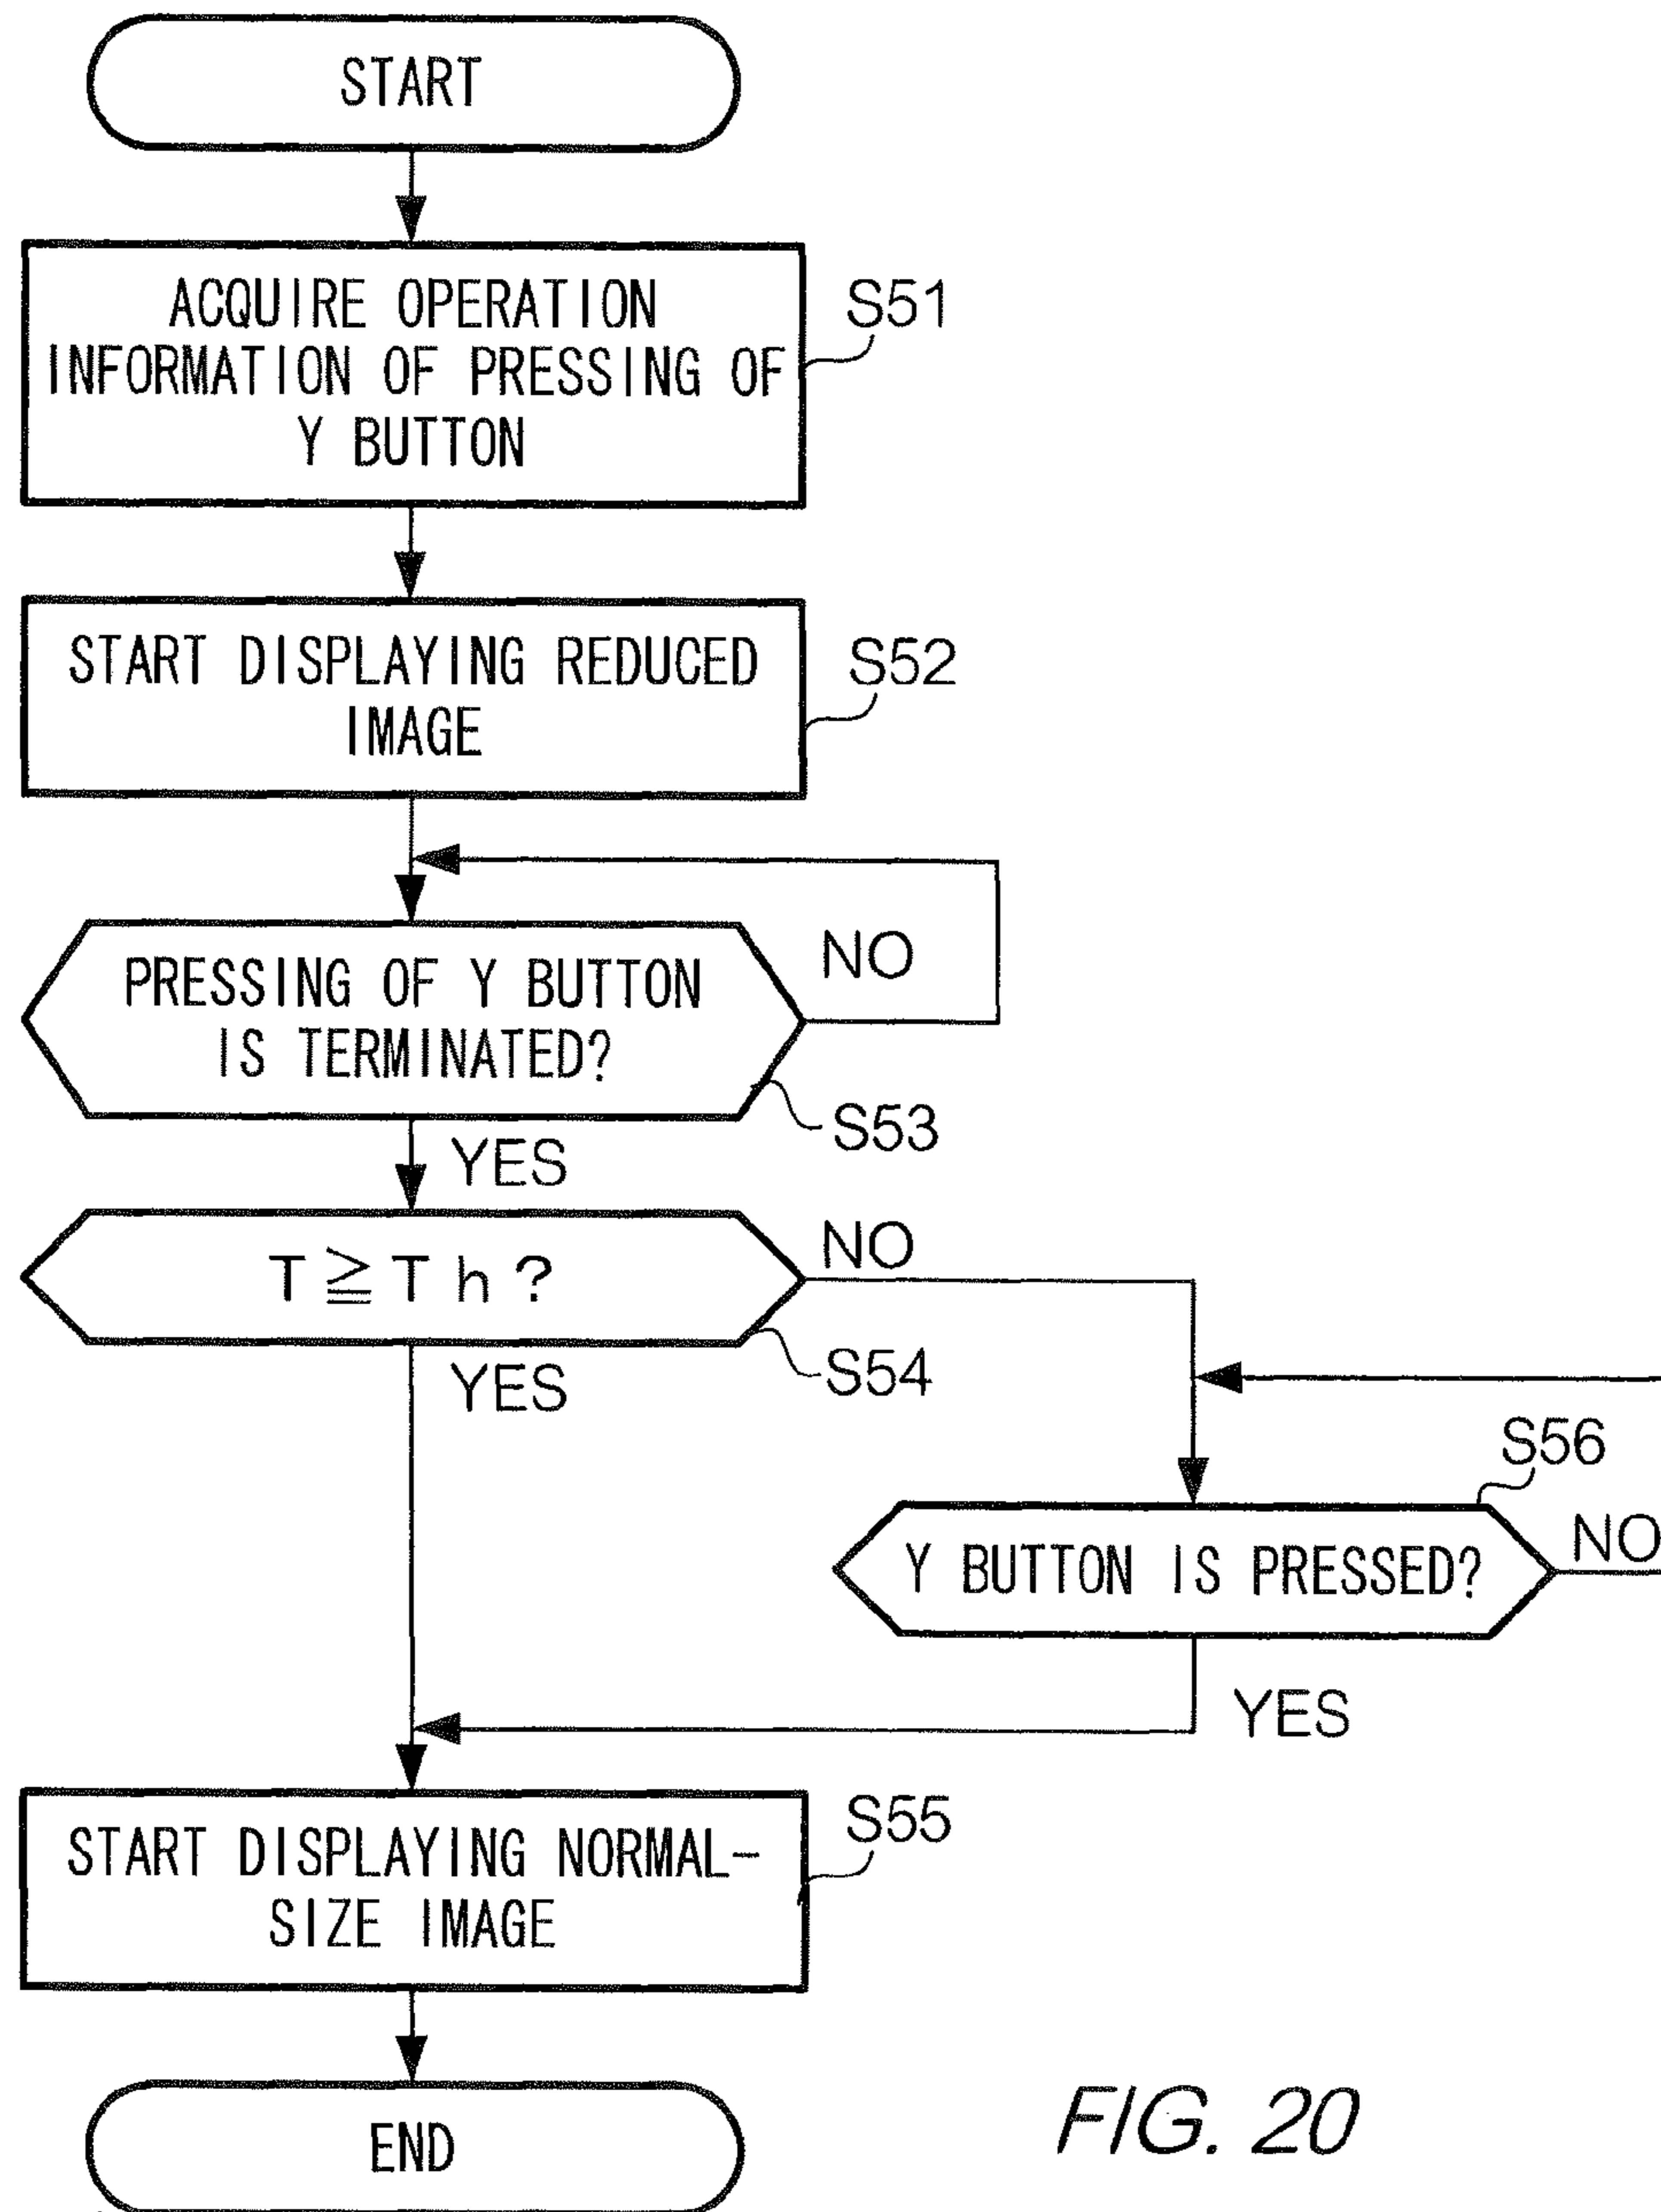 START
ACQUIRE OPERATION
INFORMATION OF PRESSING OF
Y BUTTON
S51
START DISPLAYING REDUCED
IMAGE
S52
PRESSING OF Y BUTTON
IS TERMINATED?
NO
S53
YES
T ≧ T h ?
NO
S54
YES
S56
Y BUTTON IS PRESSED?
NO
YES
START DISPLAYING NORMAL-
SIZE IMAGE
S55
END
FIG. 20